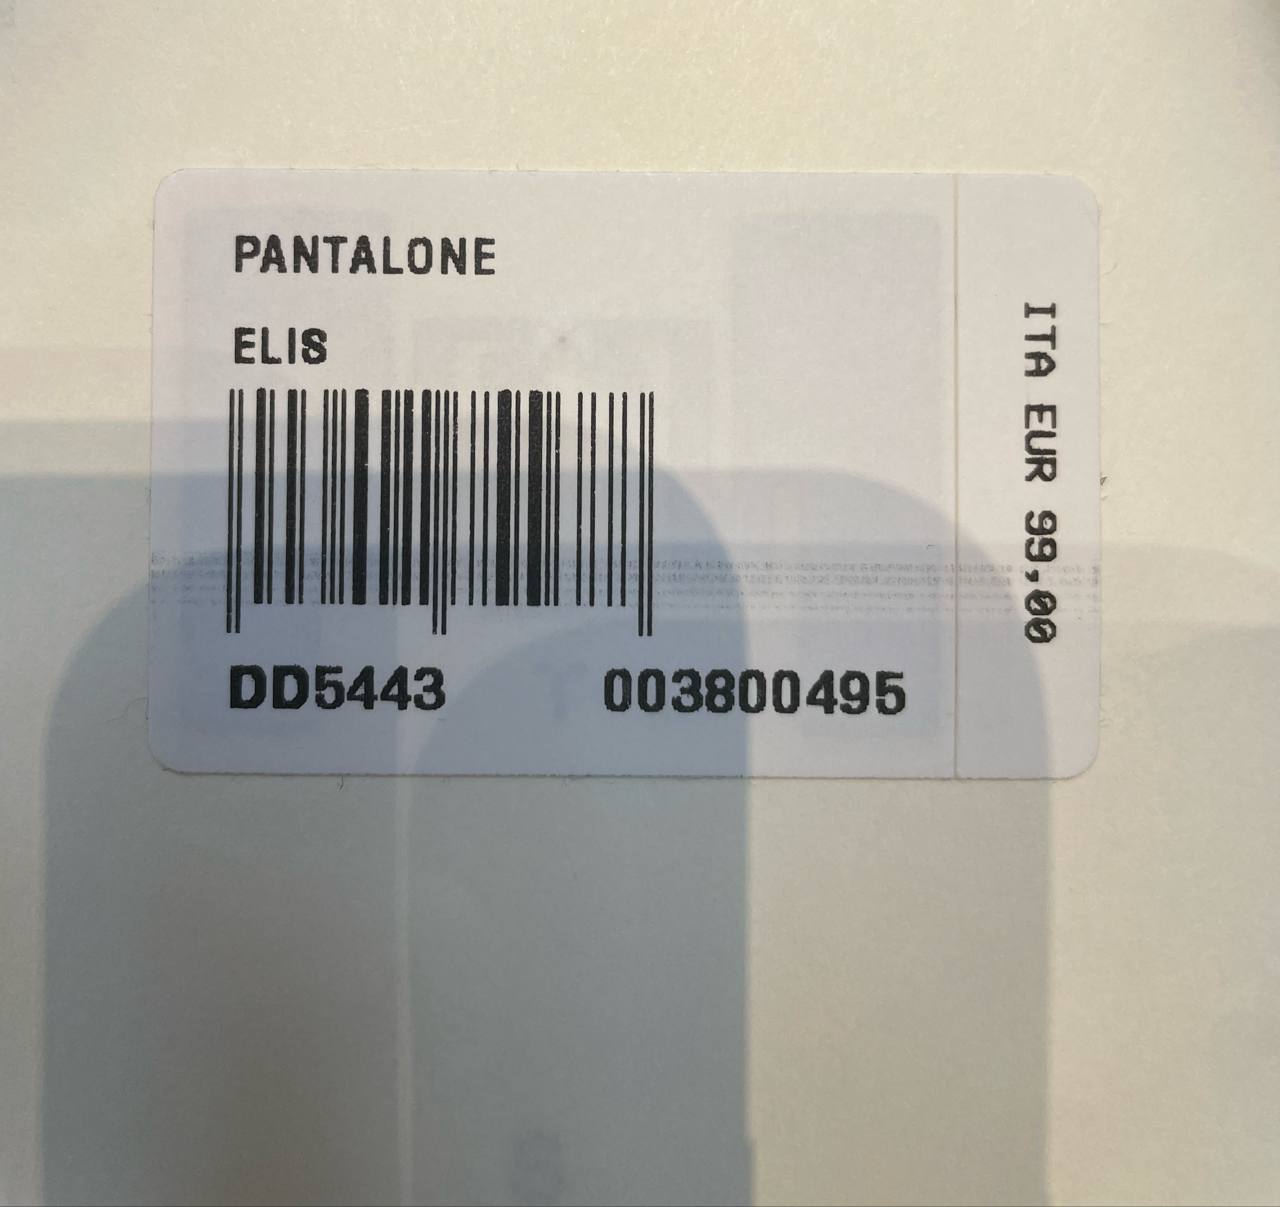 PANTALONE
ELIS
DD5443 003800495
ITA EUR 99,00